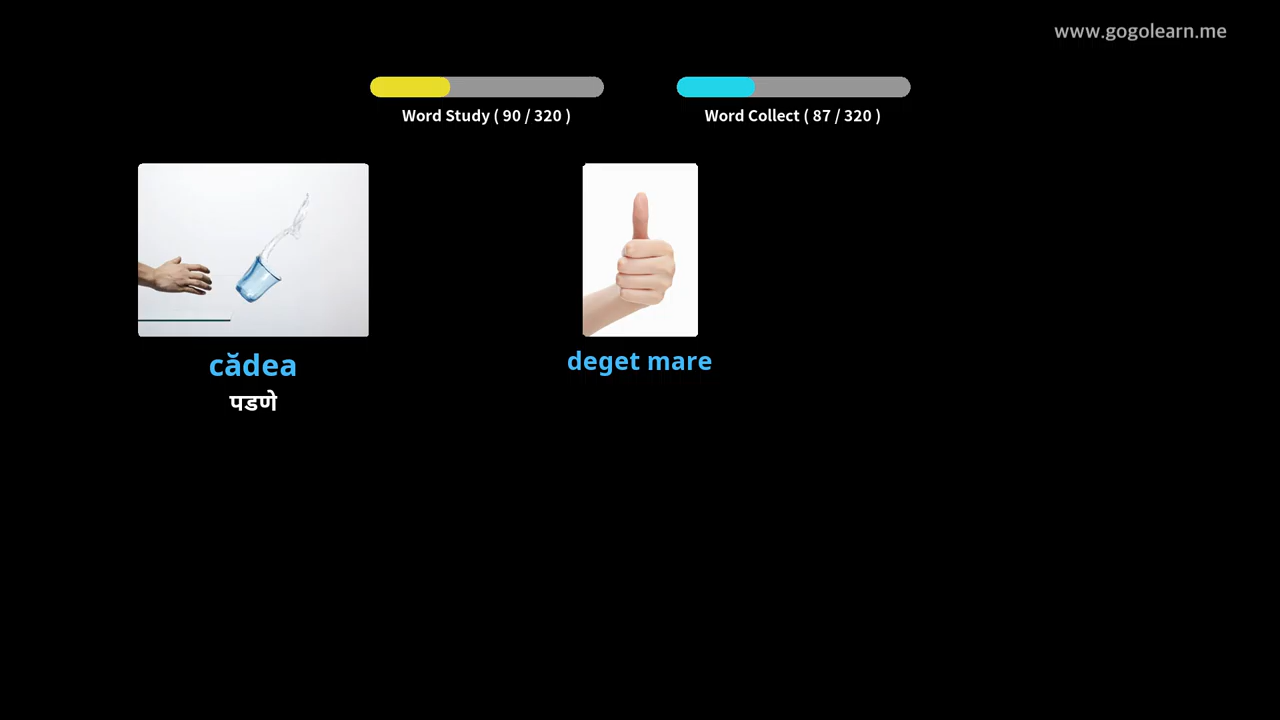 www.gogolearn.me
Word Study ( 90 / 320 )
Word Collect ( 87 / 320 )
cădea
पडणे
deget mare